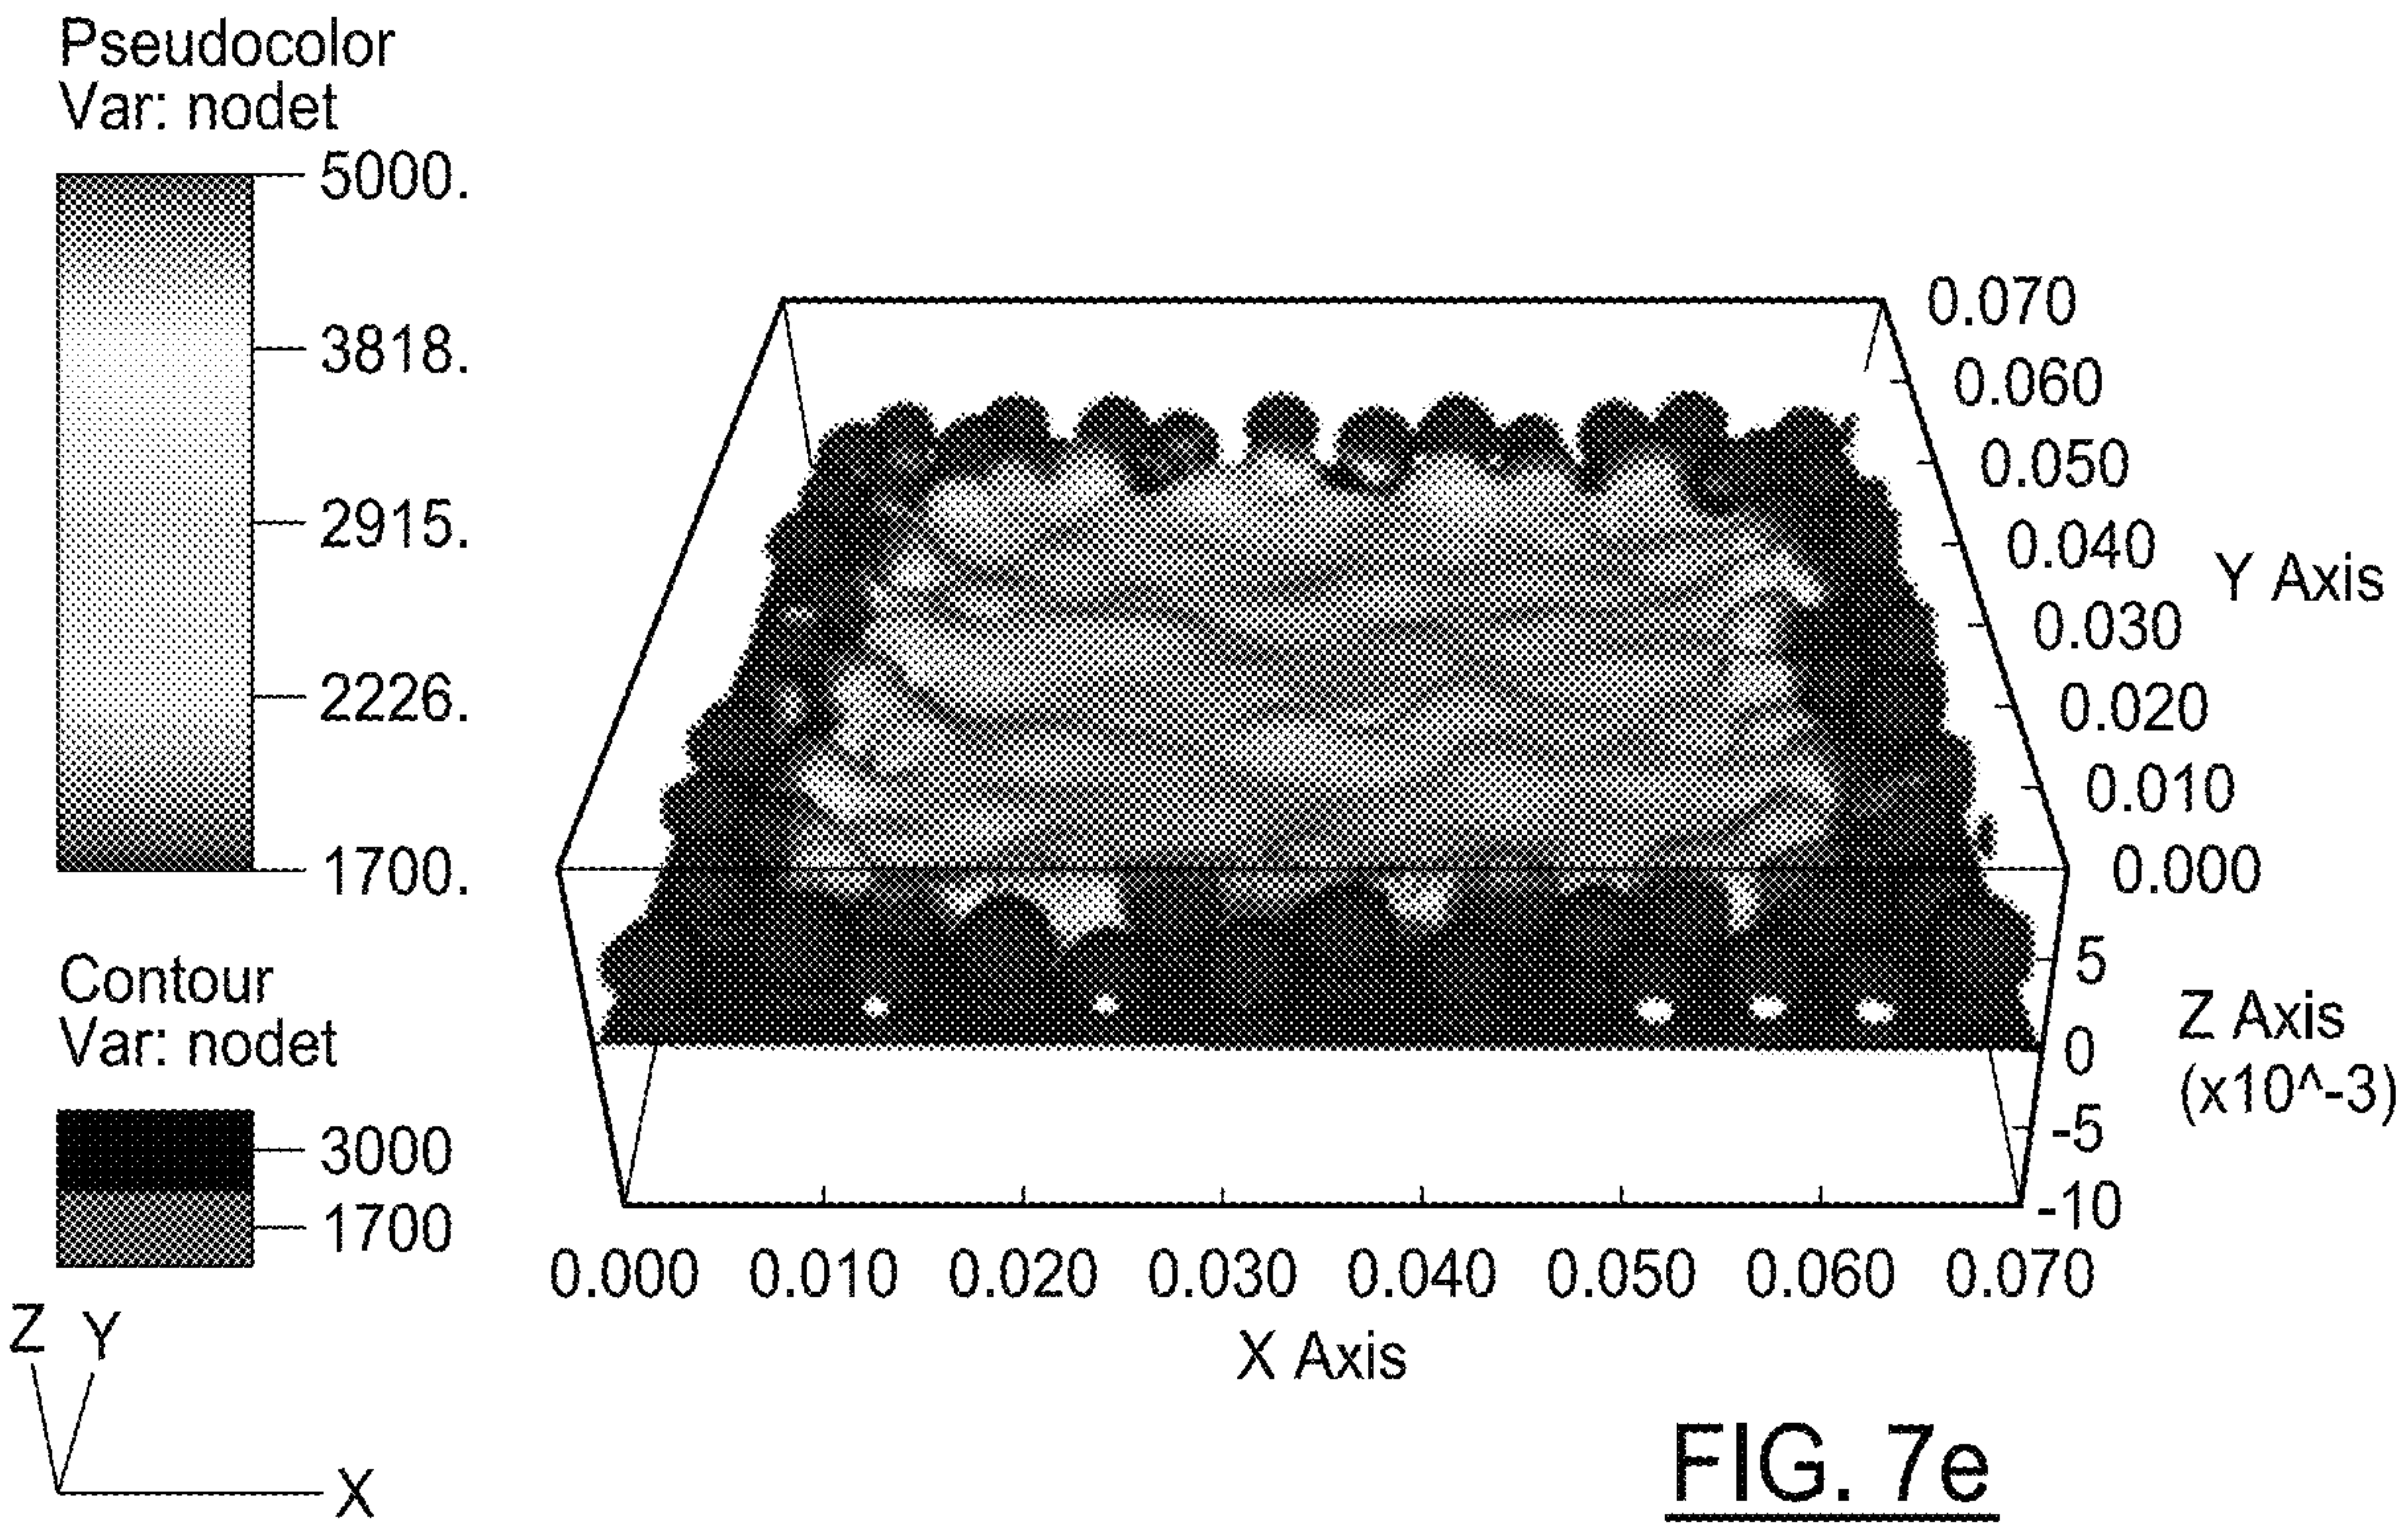 Pseudocolor
Var: nodet
5000.
3818.
2915.
2226.
1700.
Contour
Var: nodet
3000
1700
Z Y
X
0.070
0.060
0.050
0.040
0.030
0.020
0.010
0.000
Y Axis
5
0
-5
-10
Z Axis
(x10^-3)
0.000 0.010 0.020 0.030 0.040 0.050 0.060 0.070
X Axis
FIG. 7e